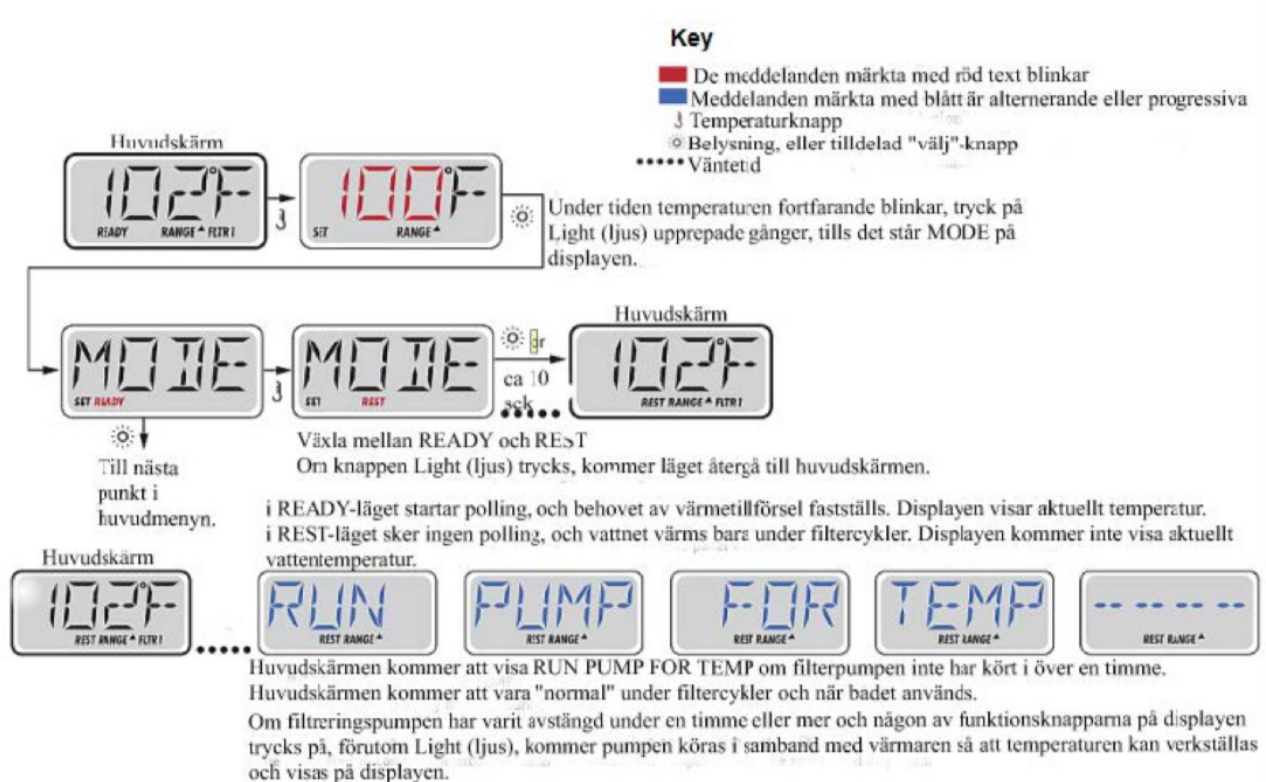 Key
De meddelanden märkta med röd text blinkar
Meddelanden märkta med blått är alternerande eller progressiva
Temperaturknapp
Belysning, eller tilldelad "välj"-knapp
Väntetid
Huvudskärm
102°F
READY RANGE FLTR1
100°F
SET RANGE
Under tiden temperaturen fortfarande blinkar, tryck på
Light (ljus) upprepade gånger, tills det står MODE på
displayen.
MODE
SET READY
MODE
SET REST
ca 10
sek
Huvudskärm
102°F
REST RANGE FLTR1
Till nästa
punkt i
huvudmenyn.
Växla mellan READY och REST
Om knappen Light (ljus) trycks, kommer läget återgå till huvudskärmen.
i READY-läget startar polling, och behovet av värmetillförsel fastställs. Displayen visar aktuellt temperatur.
i REST-läget sker ingen polling, och vattnet värms bara under filtercykler. Displayen kommer inte visa aktuellt
vattentemperatur.
Huvudskärm
102°F
REST RANGE FLTR1
RUN
REST RANGE
PUMP
REST RANGE
FOR
REST RANGE
TEMP
REST RANGE
-- -- -- --
REST RANGE
Huvudskärmen kommer att visa RUN PUMP FOR TEMP om filterpumpen inte har kört i över en timme.
Huvudskärmen kommer att vara "normal" under filtercykler och när badet används.
Om filtreringspumpen har varit avstängd under en timme eller mer och någon av funktionsknapparna på displayen
trycks på, förutom Light (ljus), kommer pumpen köras i samband med värmaren så att temperaturen kan verkställas
och visas på displayen.